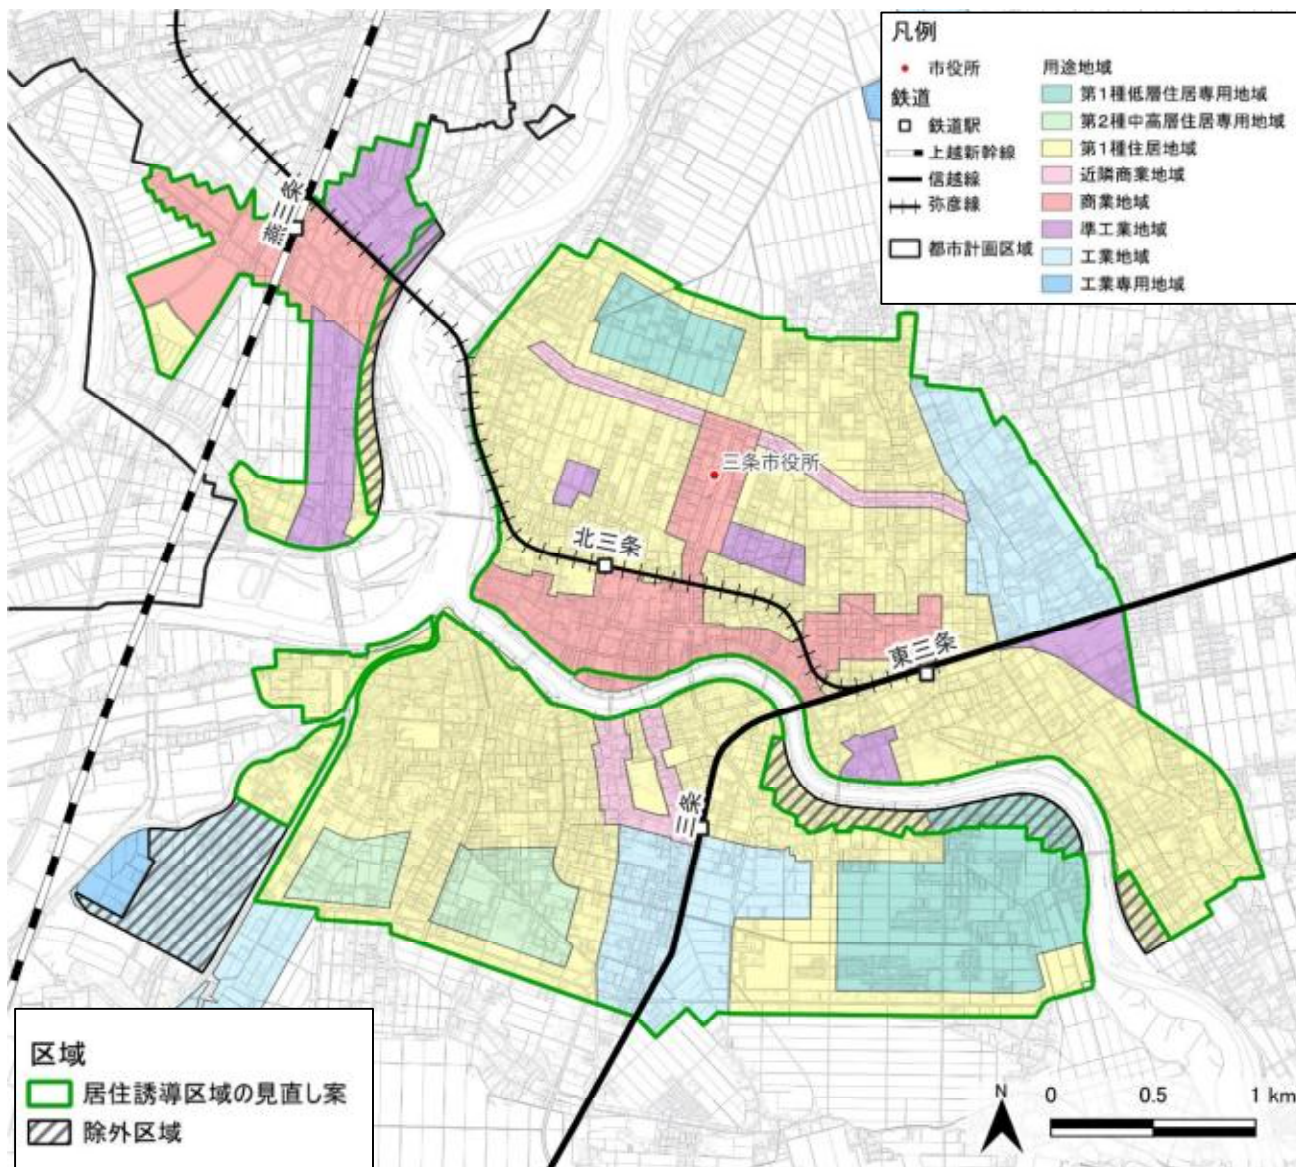 凡例
市役所
鉄道
鉄道駅
上越新幹線
信越線
弥彦線
都市計画区域
用途地域
第1種低層住居専用地域
第2種中高層住居専用地域
第1種住居地域
近隣商業地域
商業地域
準工業地域
工業地域
工業専用地域
燕三条
三条市役所
北三条
東三条
三条
区域
居住誘導区域の見直し案
除外区域
N
0 0.5 1 km